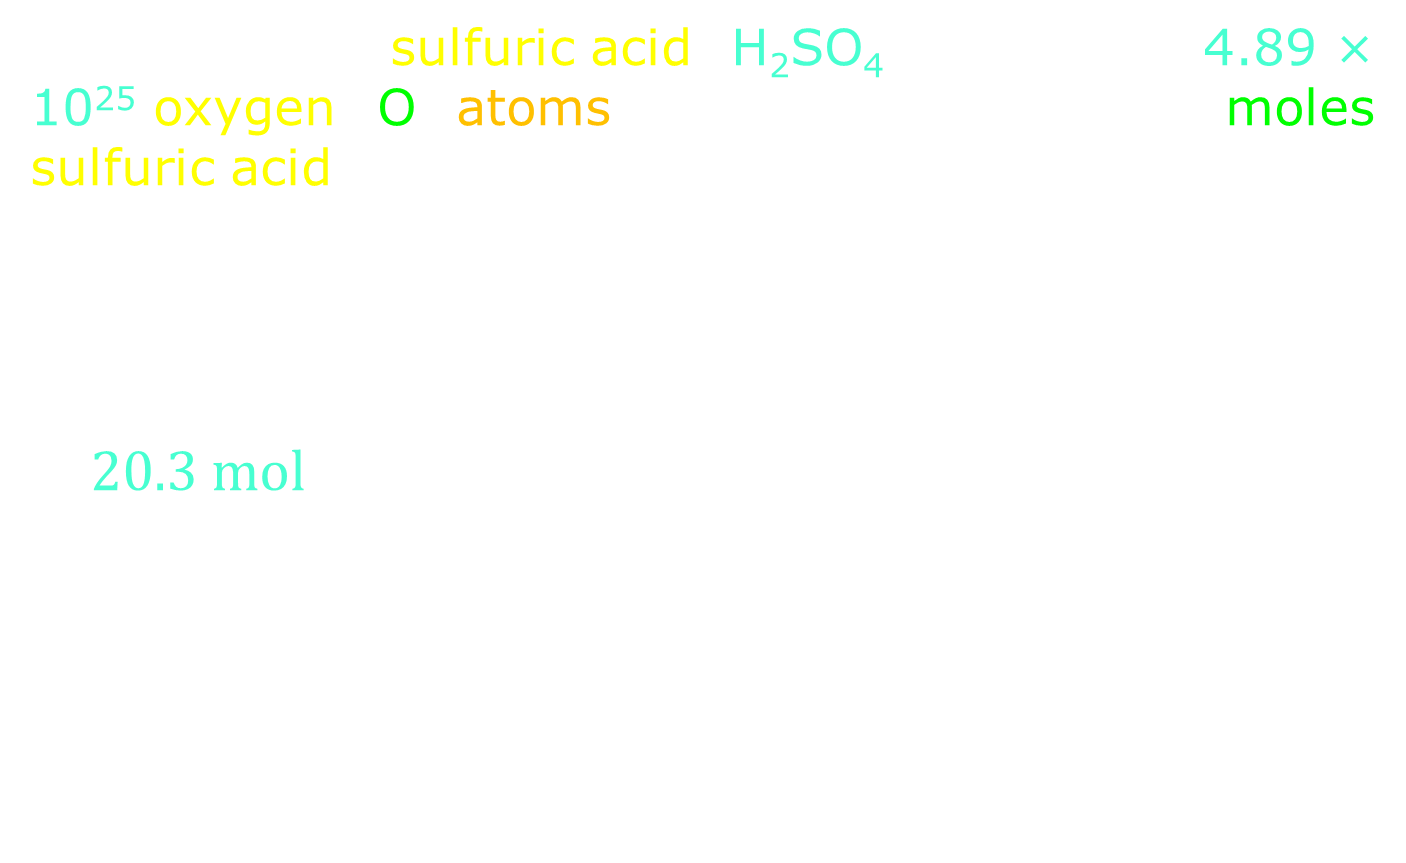 sulfuric acid H₂SO₄ 4.89 ×
10²⁵ oxygen O atoms moles
sulfuric acid
20.3 mol